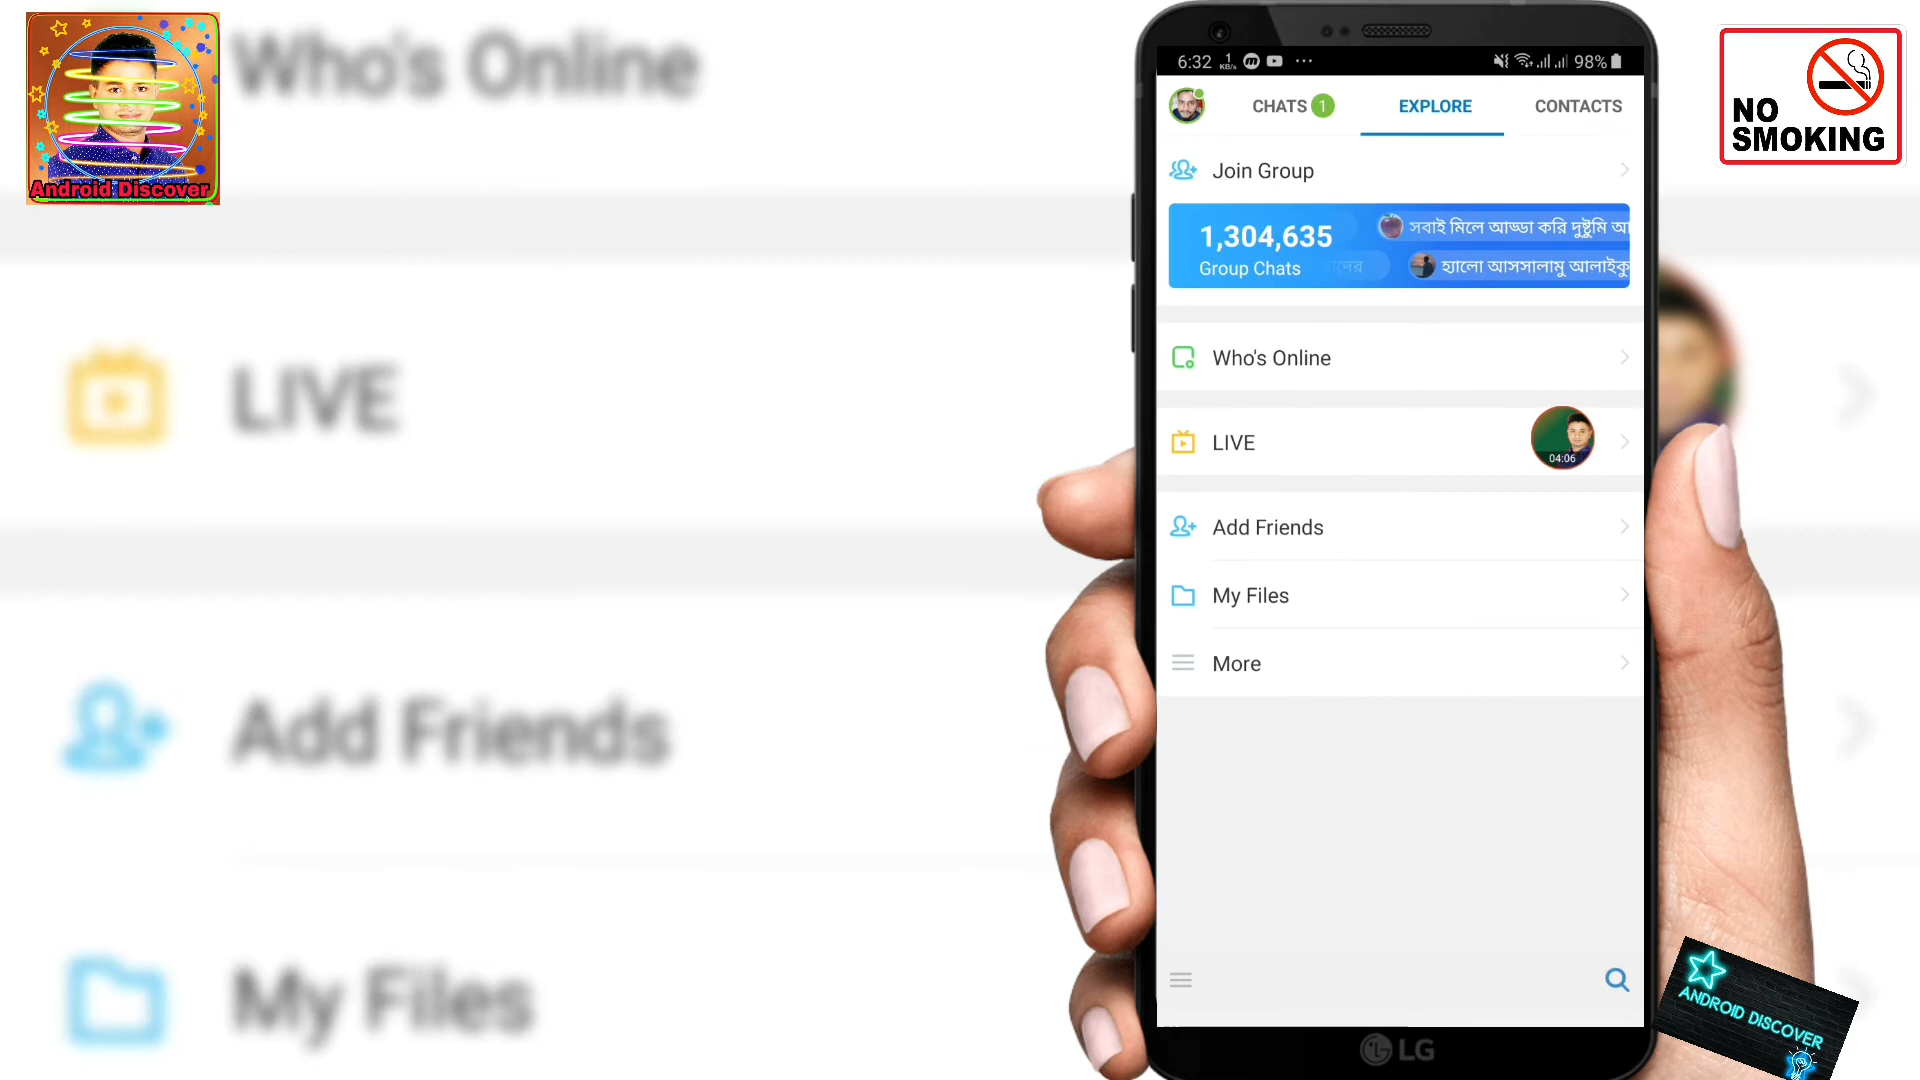 Who's Online
LIVE
Add Friends
My Files
Android Discover
6:32 1 KB/s 98%
CHATS 1 EXPLORE CONTACTS
Join Group
1,304,635
Group Chats
সবাই মিলে আড্ডা করি দুষ্টুমি
হ্যালো আসসালামু আলাইকু
Who's Online
LIVE
04:06
Add Friends
My Files
More
LG
NO
SMOKING
ANDROID DISCOVER